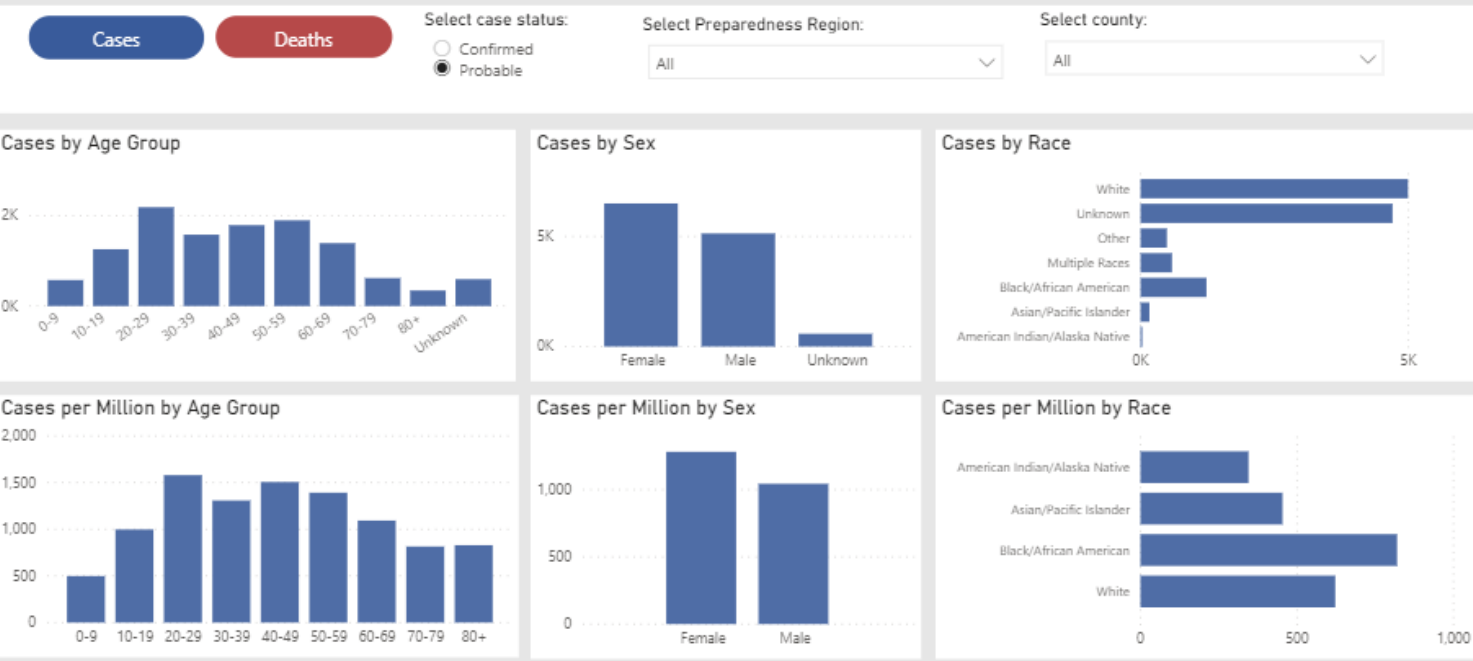 Cases
Deaths
Select case status:
Confirmed
Probable
Select Preparedness Region:
All
Select county:
All
Cases by Age Group
2K
0K
0-9 10-19 20-29 30-39 40-49 50-59 60-69 70-79 80+ Unknown
Cases by Sex
5K
0K
Female Male Unknown
Cases by Race
White
Unknown
Other
Multiple Races
Black/African American
Asian/Pacific Islander
American Indian/Alaska Native
0K 5K
Cases per Million by Age Group
2,000
1,500
1,000
500
0
0-9 10-19 20-29 30-39 40-49 50-59 60-69 70-79 80+
Cases per Million by Sex
1,000
500
0
Female Male
Cases per Million by Race
American Indian/Alaska Native
Asian/Pacific Islander
Black/African American
White
0 500 1,000